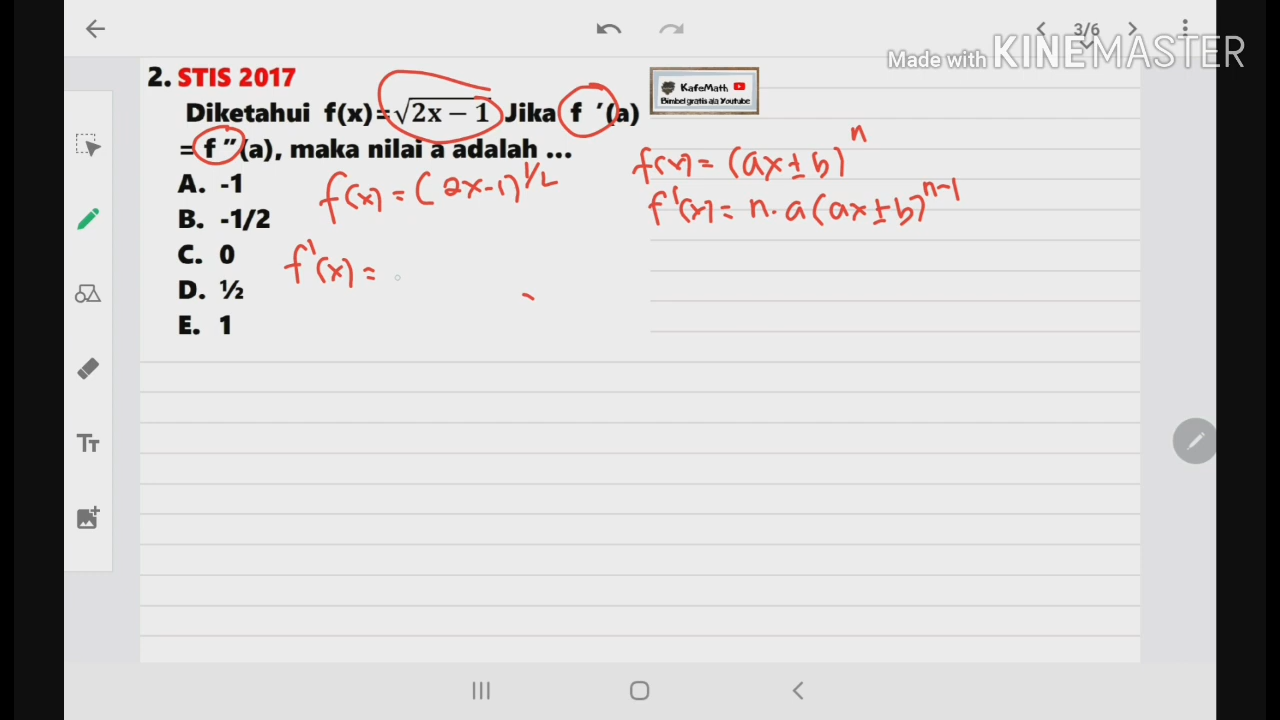 3/6
Made with KINEMASTER
2. STIS 2017
Diketahui f(x)=√2x − 1 Jika f ′(a)
= f ″(a), maka nilai a adalah ...
A. -1
B. -1/2
C. 0
D. ½
E. 1
KafeMath
Bimbel gratis ala Youtube
f(x) = (2x-1)^1/2
f'(x) =
f(x) = (ax±b)^n
f'(x) = n. a(ax±b)^n-1
Tт